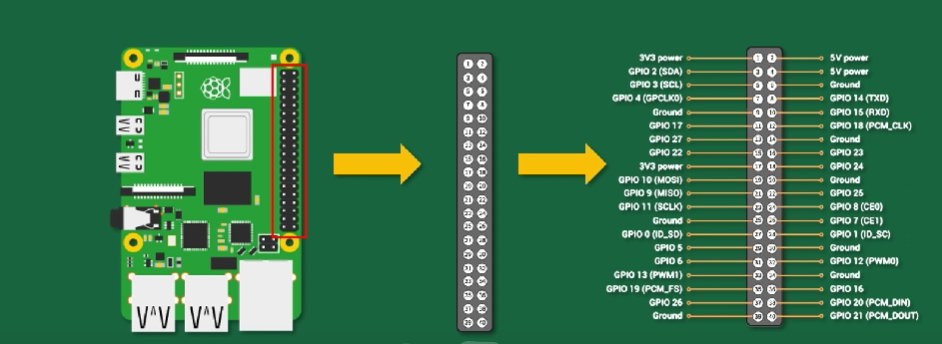 1 2
3 4
5 6
7 8
9 10
11 12
13 14
15 16
17 18
19 20
21 22
23 24
25 26
27 28
29 30
31 32
33 34
35 36
37 38
39 40
3V3 power 1 2 5V power
GPIO 2 (SDA) 3 4 5V power
GPIO 3 (SCL) 5 6 Ground
GPIO 4 (GPCLK0) 7 8 GPIO 14 (TXD)
Ground 9 10 GPIO 15 (RXD)
GPIO 17 11 12 GPIO 18 (PCM_CLK)
GPIO 27 13 14 Ground
GPIO 22 15 16 GPIO 23
3V3 power 17 18 GPIO 24
GPIO 10 (MOSI) 19 20 Ground
GPIO 9 (MISO) 21 22 GPIO 25
GPIO 11 (SCLK) 23 24 GPIO 8 (CE0)
Ground 25 26 GPIO 7 (CE1)
GPIO 0 (ID_SD) 27 28 GPIO 1 (ID_SC)
GPIO 5 29 30 Ground
GPIO 6 31 32 GPIO 12 (PWM0)
GPIO 13 (PWM1) 33 34 Ground
GPIO 19 (PCM_FS) 35 36 GPIO 16
GPIO 26 37 38 GPIO 20 (PCM_DIN)
Ground 39 40 GPIO 21 (PCM_DOUT)